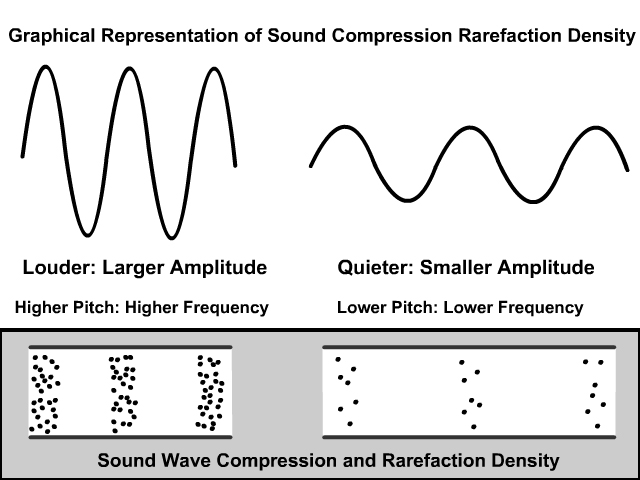 Graphical Representation of Sound Compression Rarefaction Density
Louder: Larger Amplitude
Quieter: Smaller Amplitude
Higher Pitch: Higher Frequency
Lower Pitch: Lower Frequency
Sound Wave Compression and Rarefaction Density